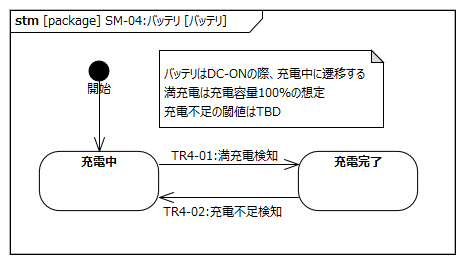 stm [package] SM-04:バッテリ [バッテリ]
バッテリはDC-ONの際、充電中に遷移する
満充電は充電容量100%の想定
充電不足の閾値はTBD
開始
充電中
TR4-01:満充電検知
充電完了
TR4-02:充電不足検知